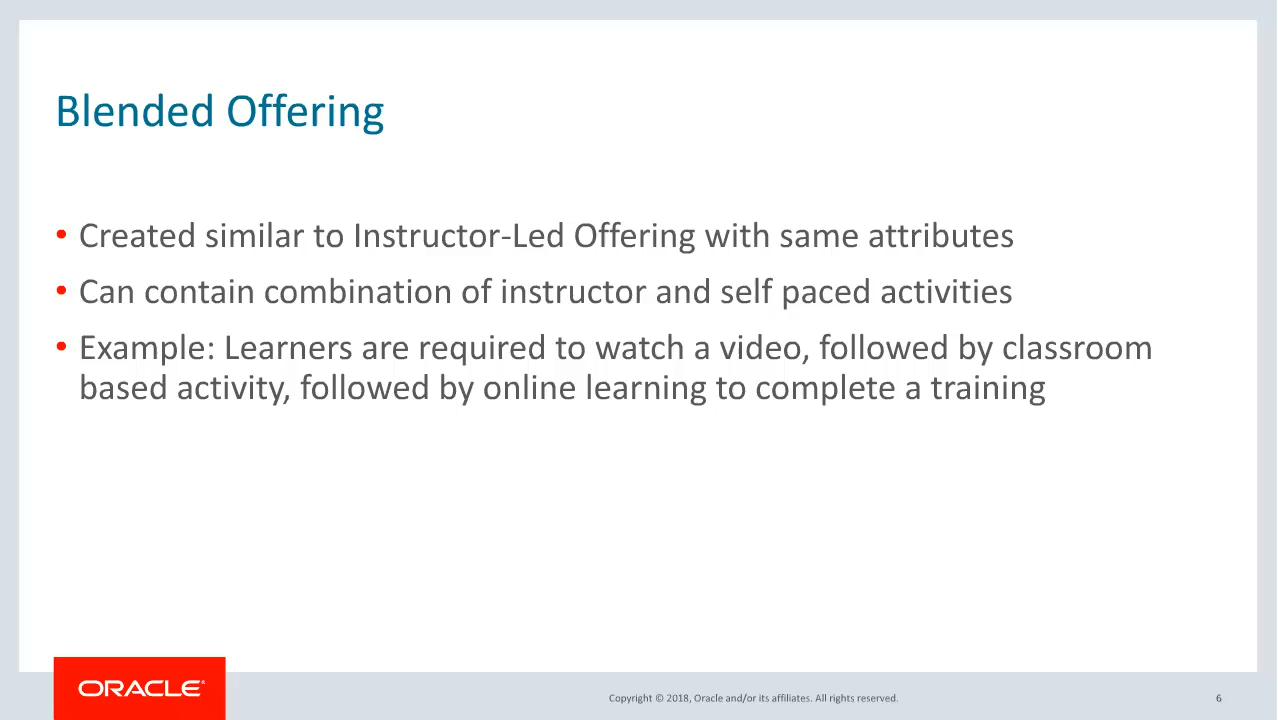 Blended Offering
• Created similar to Instructor-Led Offering with same attributes
• Can contain combination of instructor and self paced activities
• Example: Learners are required to watch a video, followed by classroom
based activity, followed by online learning to complete a training
ORACLE®
Copyright © 2018, Oracle and/or its affiliates. All rights reserved.
6